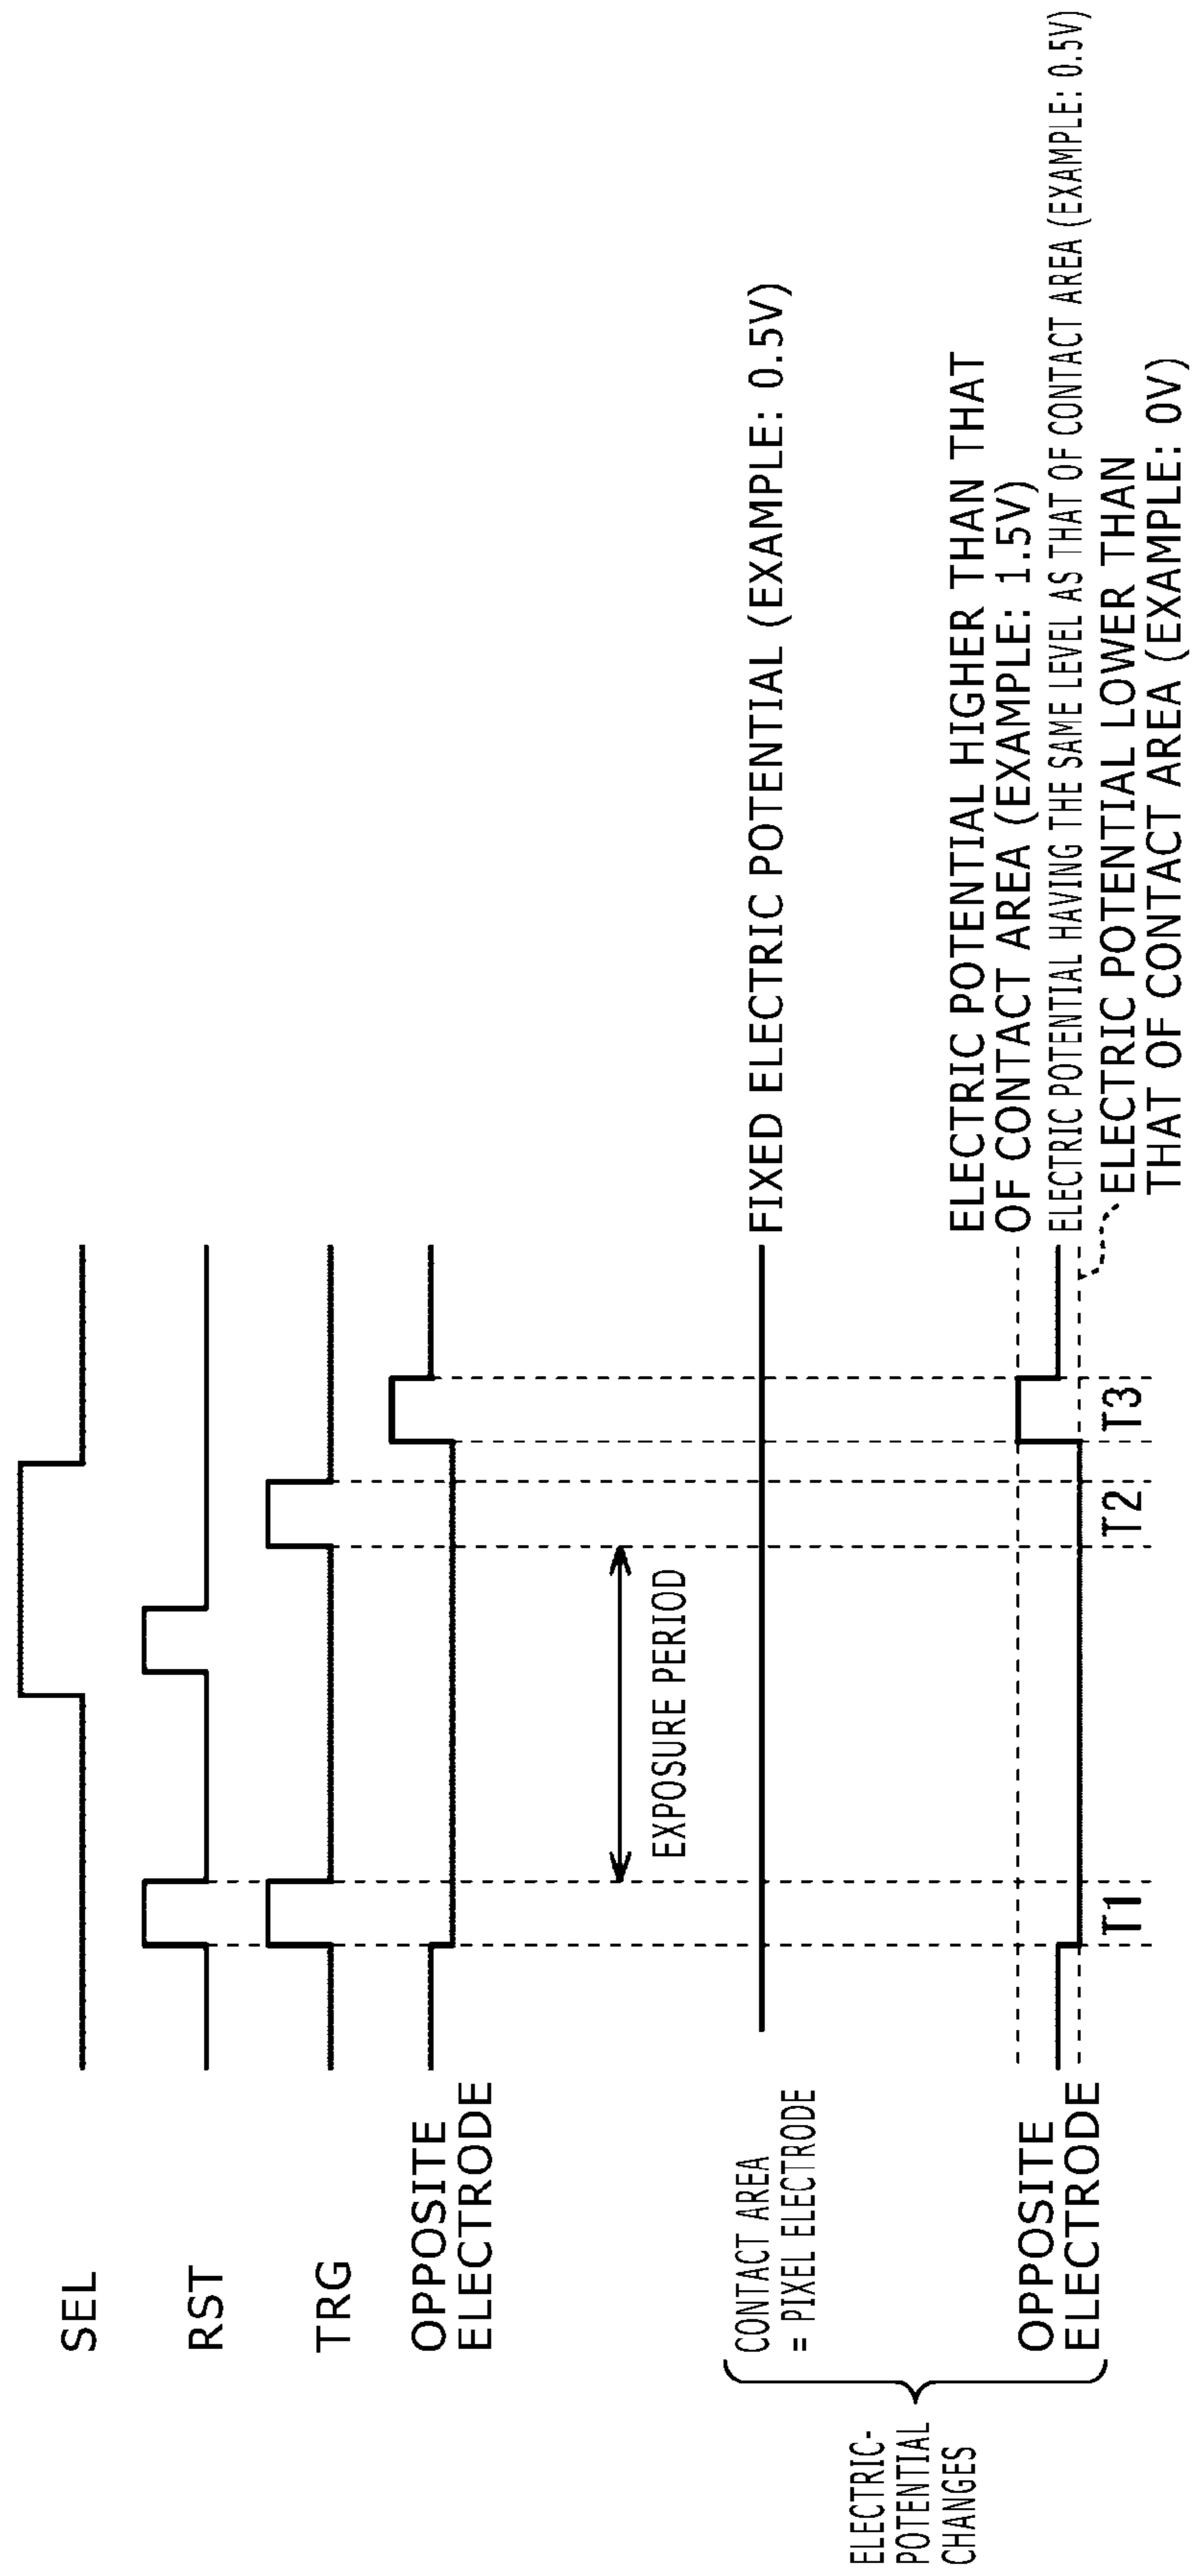 SEL
RST
TRG
OPPOSITE
ELECTRODE
EXPOSURE PERIOD
ELECTRIC-
POTENTIAL
CHANGES
CONTACT AREA
= PIXEL ELECTRODE
FIXED ELECTRIC POTENTIAL (EXAMPLE: 0.5V)
OPPOSITE
ELECTRODE
ELECTRIC POTENTIAL HIGHER THAN THAT
OF CONTACT AREA (EXAMPLE: 1.5V)
ELECTRIC POTENTIAL HAVING THE SAME LEVEL AS THAT OF CONTACT AREA (EXAMPLE: 0.5V)
ELECTRIC POTENTIAL LOWER THAN
THAT OF CONTACT AREA (EXAMPLE: 0V)
T1
T2
T3